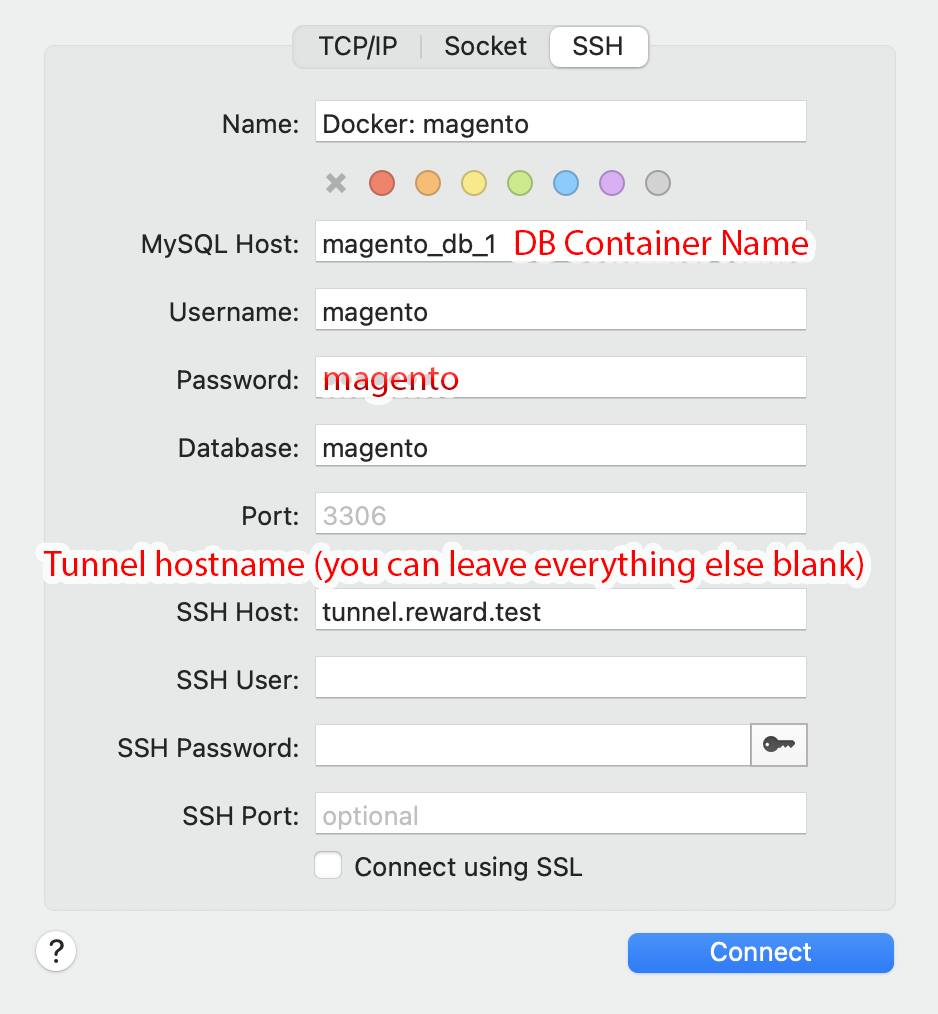 TCP/IP Socket SSH
Name: Docker: magento
MySQL Host: magento_db_1 DB Container Name
Username: magento
Password: magento
Database: magento
Port: 3306
Tunnel hostname (you can leave everything else blank)
SSH Host: tunnel.reward.test
SSH User:
SSH Password:
SSH Port: optional
Connect using SSL
? Connect